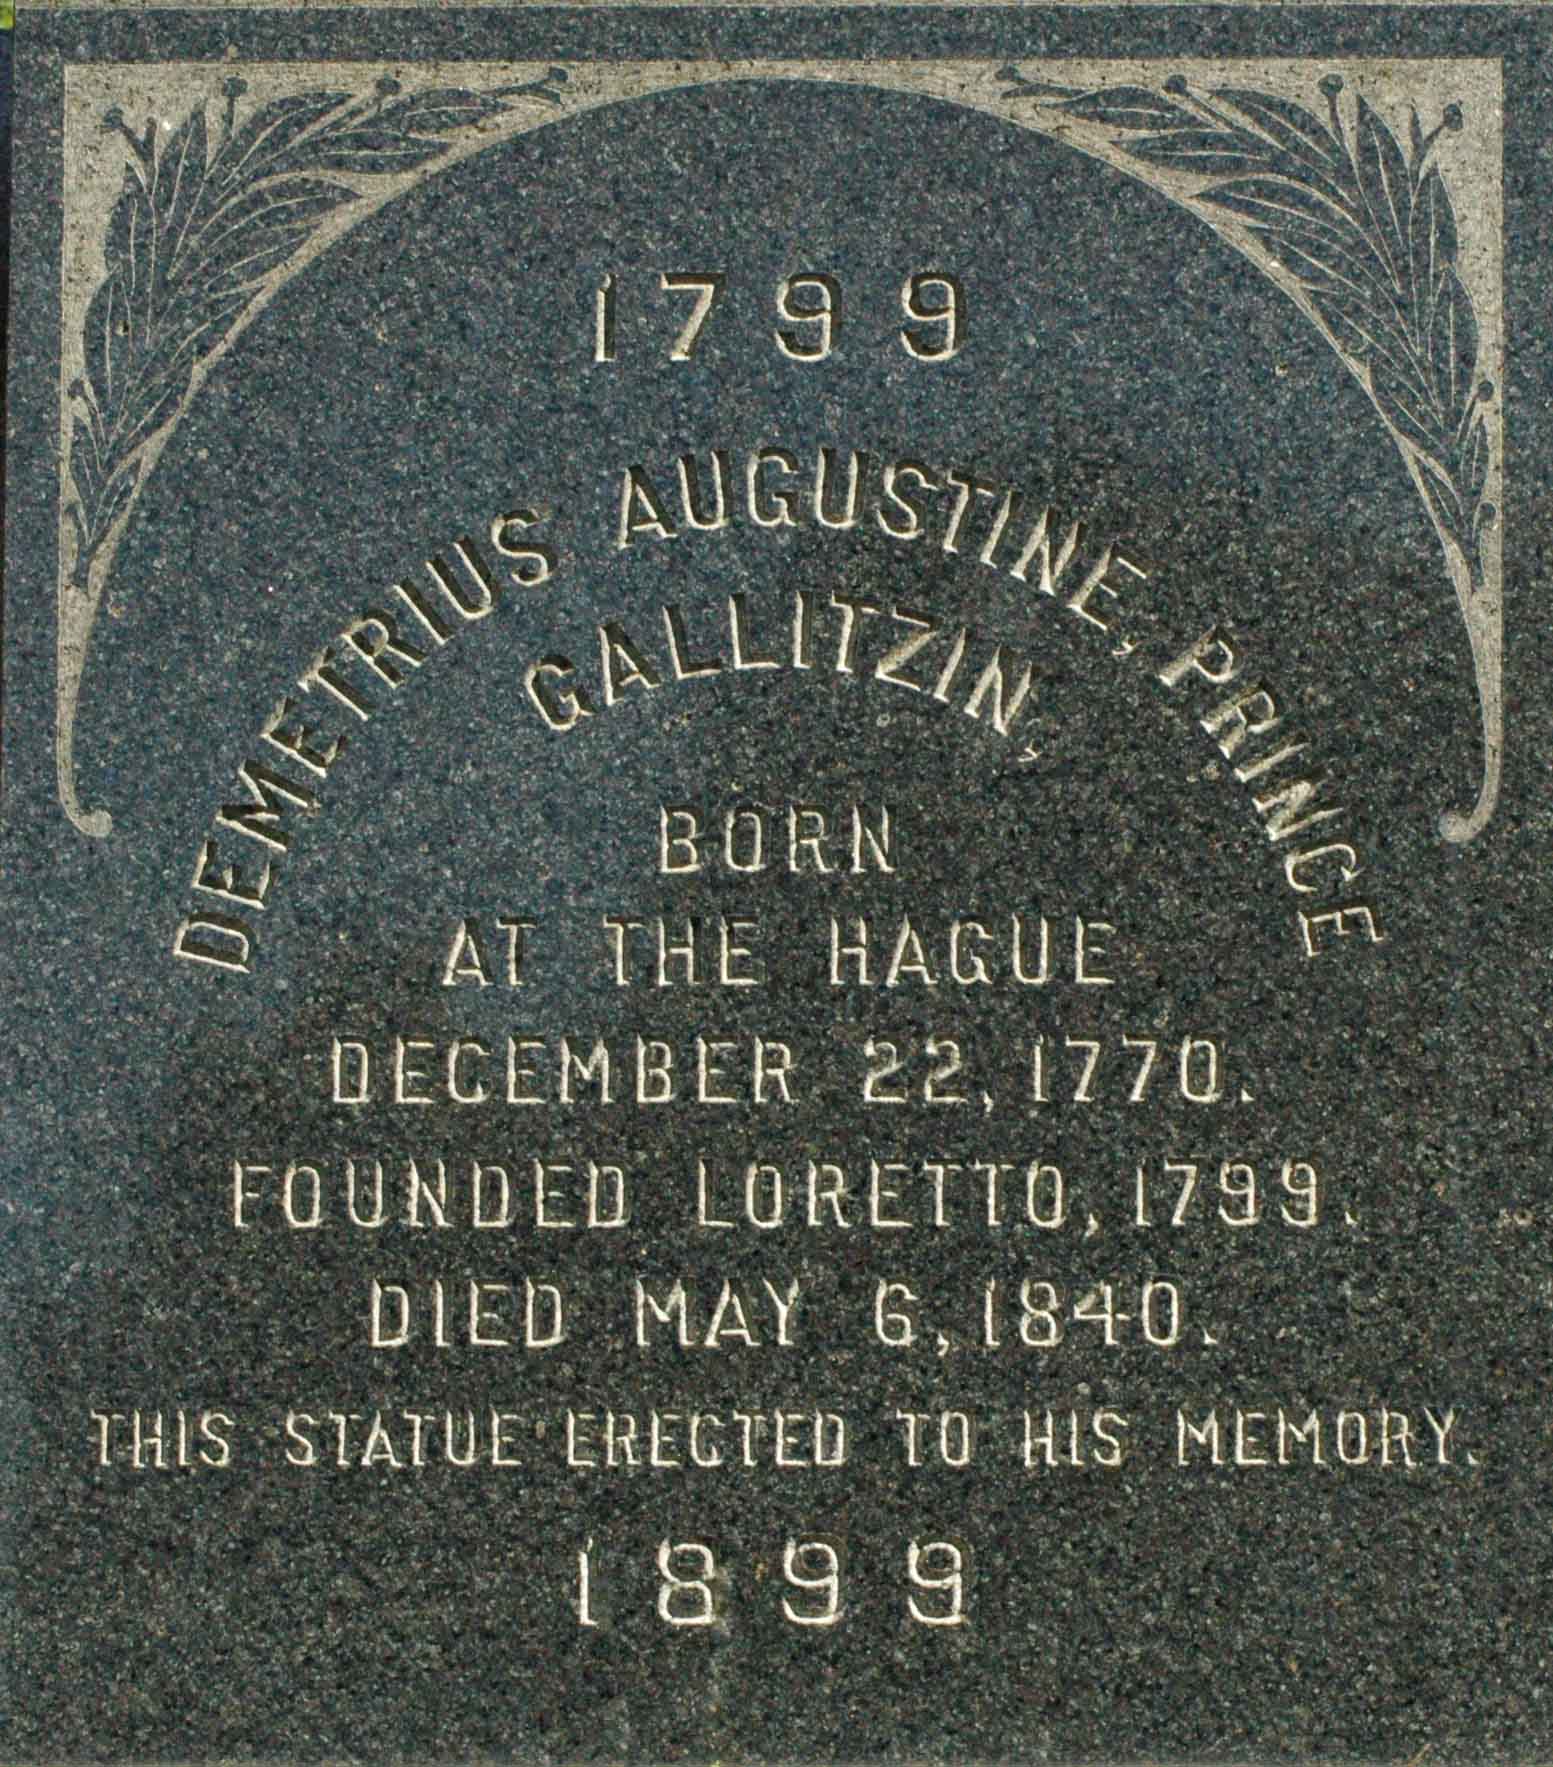 1799
DEMETRIUS AUGUSTINE, PRINCE
GALLITZIN,
BORN
AT THE HAGUE
DECEMBER 22, 1770.
FOUNDED LORETTO, 1799.
DIED MAY 6, 1840.
THIS STATUE ERECTED TO HIS MEMORY.
1899